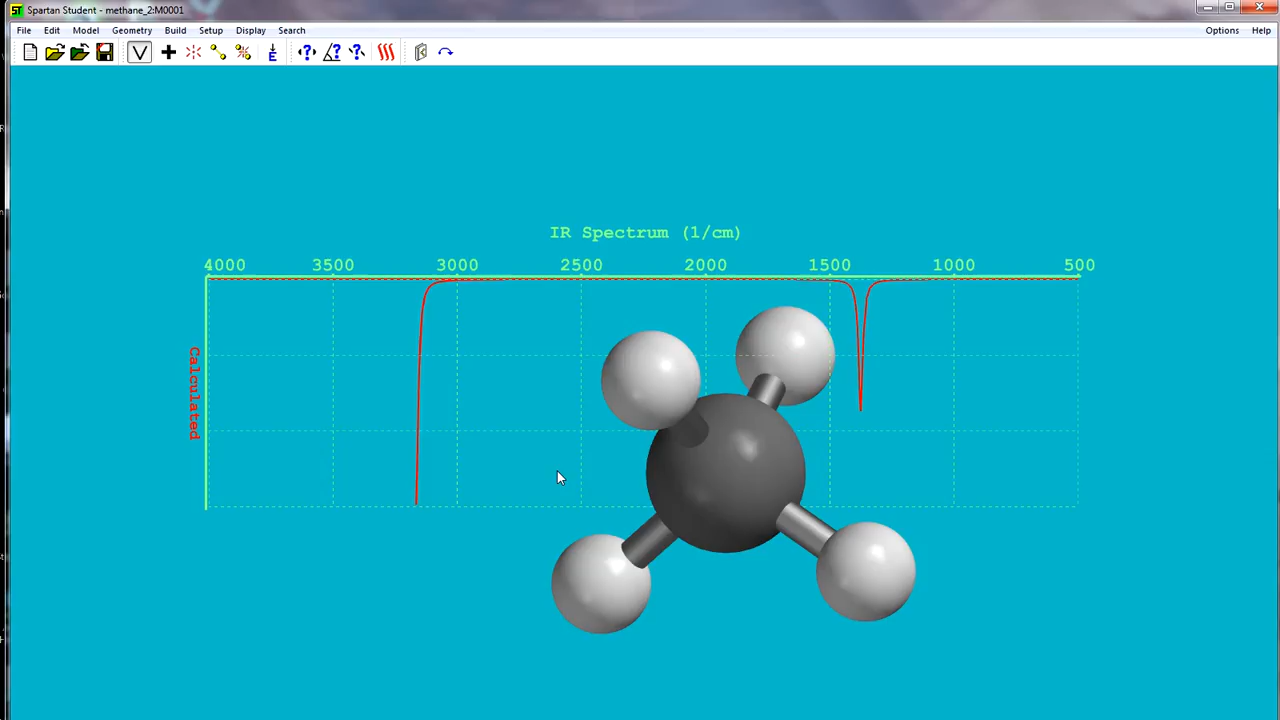 Spartan Student - methane_2:M0001
File Edit Model Geometry Build Setup Display Search Options Help
IR Spectrum (1/cm)
4000 3500 3000 2500 2000 1500 1000 500
Calculated